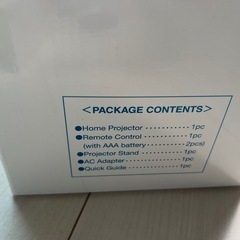 <PACKAGE CONTENTS>
●Home Projector ·········· 1pc
●Remote Control ·········· 1pc
(with AAA battery ········ 2pcs)
●Projector Stand ········· 1pc
●AC Adapter ··············· 1pc
●Quick Guide ·············· 1pc